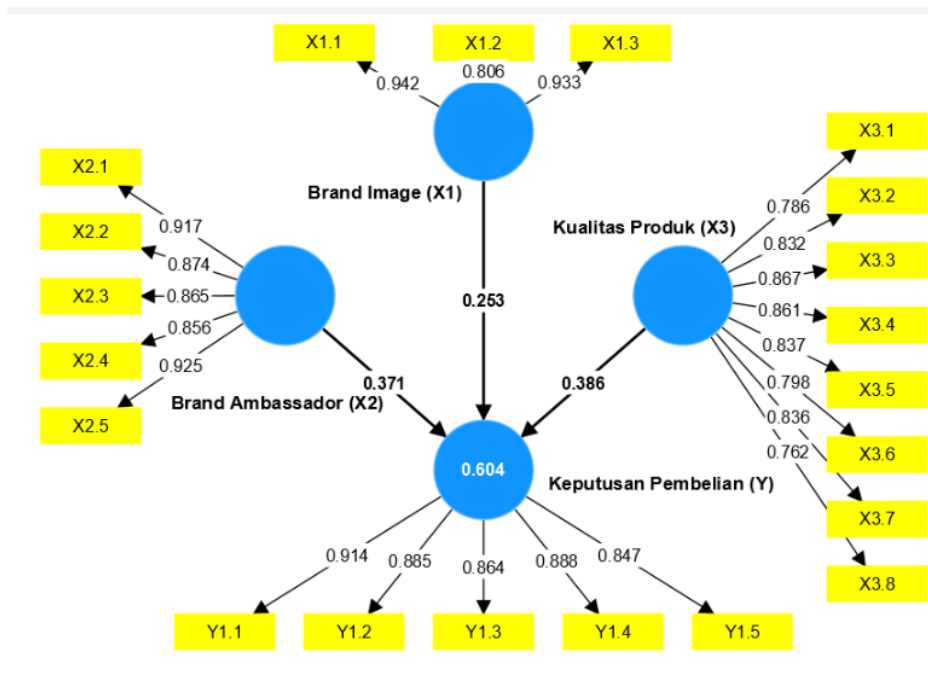 X1.1
X1.2
X1.3
0.942
0.806
0.933
Brand Image (X1)
X2.1
X2.2
X2.3
X2.4
X2.5
0.917
0.874
0.865
0.856
0.925
Brand Ambassador (X2)
Kualitas Produk (X3)
X3.1
X3.2
X3.3
X3.4
X3.5
X3.6
X3.7
X3.8
0.786
0.832
0.867
0.861
0.837
0.798
0.836
0.762
0.253
0.371
0.386
0.604
Keputusan Pembelian (Y)
0.914
0.885
0.864
0.888
0.847
Y1.1
Y1.2
Y1.3
Y1.4
Y1.5